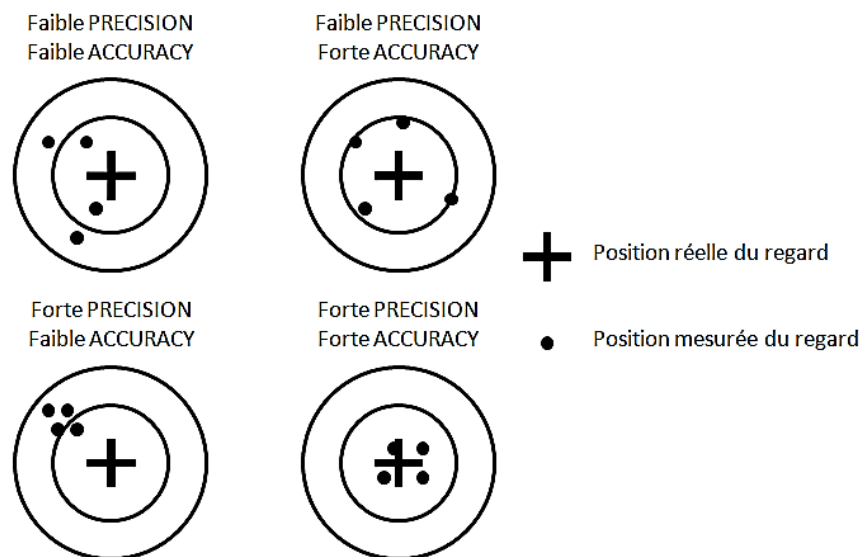 Faible PRECISION
Faible ACCURACY
Faible PRECISION
Forte ACCURACY
Position réelle du regard
Forte PRECISION
Faible ACCURACY
Forte PRECISION
Forte ACCURACY
Position mesurée du regard